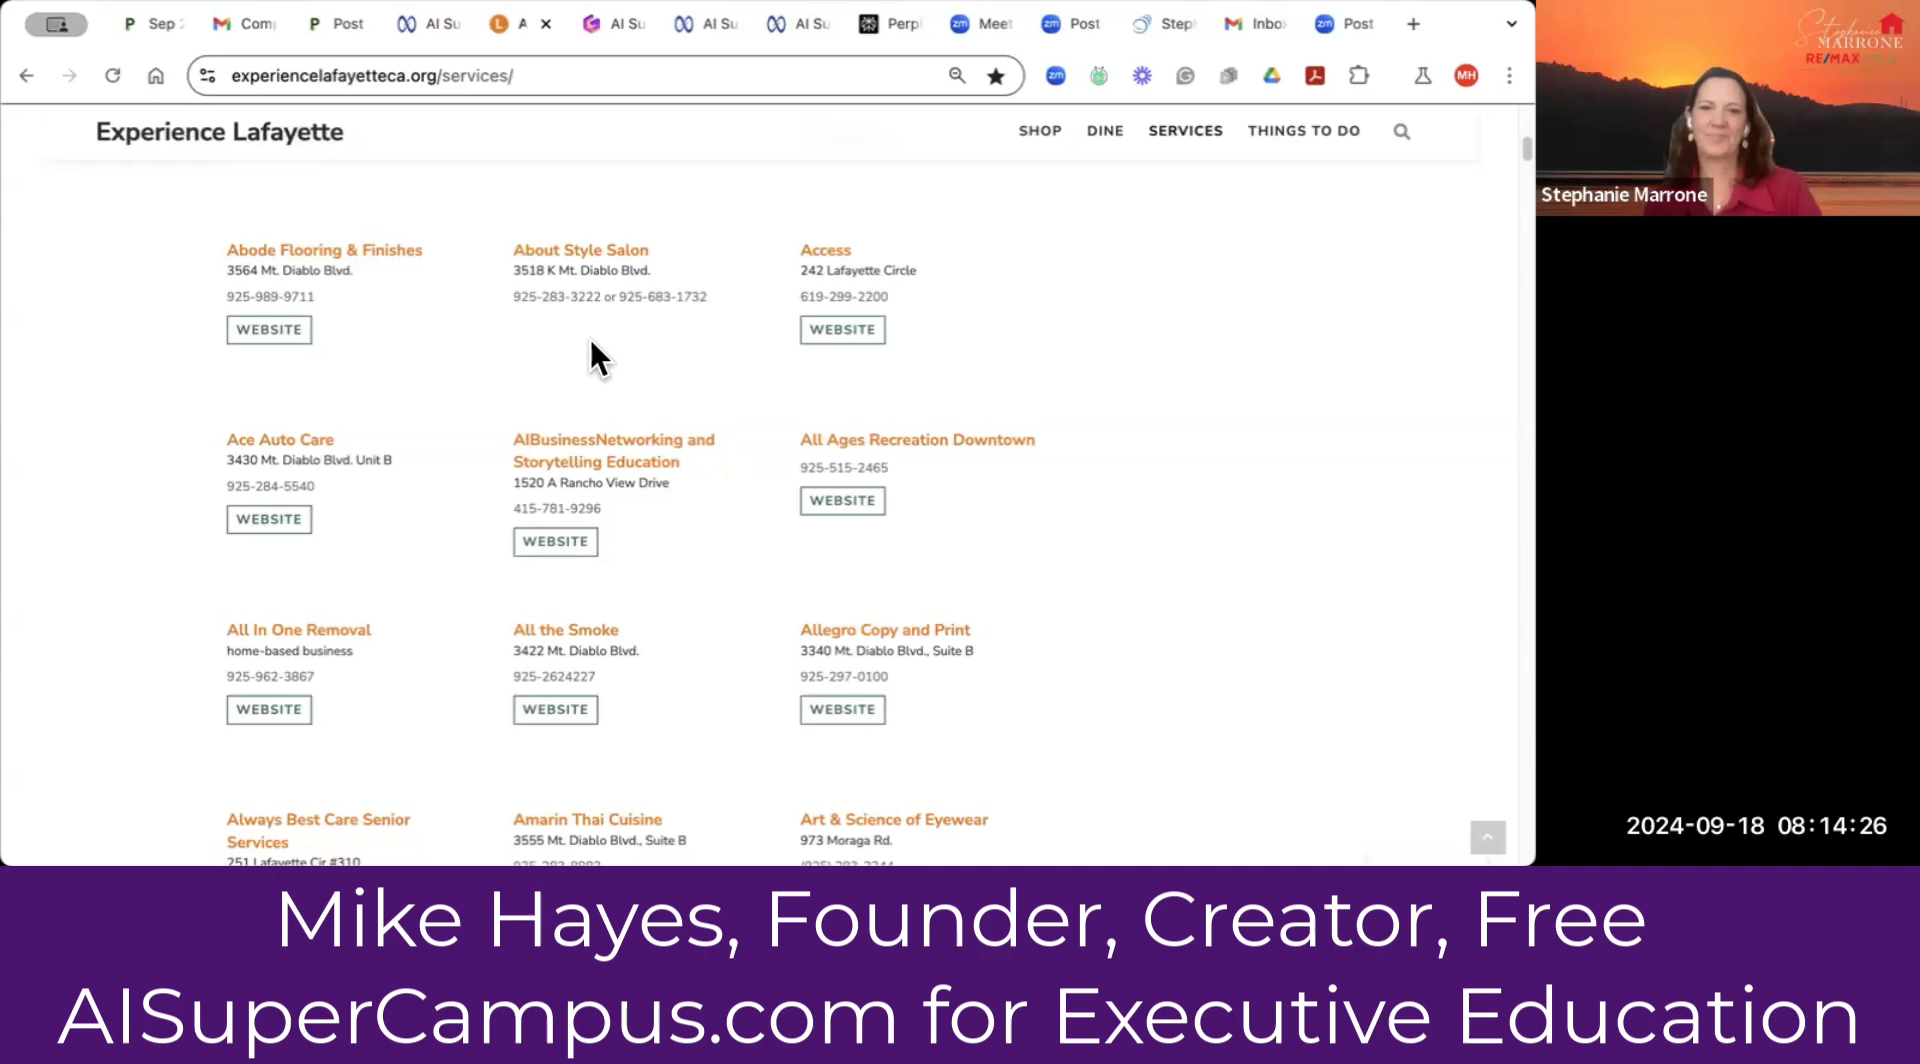 Sep
Com
Post
AI Su
A
AI Su
AI Su
AI Su
Perpl
Meet
Post
Step
Inbo
Post
experiencelafayetteca.org/services/
MH
Experience Lafayette
SHOP DINE SERVICES THINGS TO DO
Abode Flooring & Finishes
3564 Mt. Diablo Blvd.
925-989-9711
WEBSITE
About Style Salon
3518 K Mt. Diablo Blvd.
925-283-3222 or 925-683-1732
Access
242 Lafayette Circle
619-299-2200
WEBSITE
Ace Auto Care
3430 Mt. Diablo Blvd. Unit B
925-284-5540
WEBSITE
AIBusinessNetworking and
Storytelling Education
1520 A Rancho View Drive
415-781-9296
WEBSITE
All Ages Recreation Downtown
925-515-2465
WEBSITE
All In One Removal
home-based business
925-962-3867
WEBSITE
All the Smoke
3422 Mt. Diablo Blvd.
925-2624227
WEBSITE
Allegro Copy and Print
3340 Mt. Diablo Blvd., Suite B
925-297-0100
WEBSITE
Always Best Care Senior
Services
251 Lafayette Cir #310
Amarin Thai Cuisine
3555 Mt. Diablo Blvd., Suite B
Art & Science of Eyewear
973 Moraga Rd.
Stephanie
MARRONE
RE/MAX
Stephanie Marrone
2024-09-18 08:14:26
Mike Hayes, Founder, Creator, Free
AISuperCampus.com for Executive Education